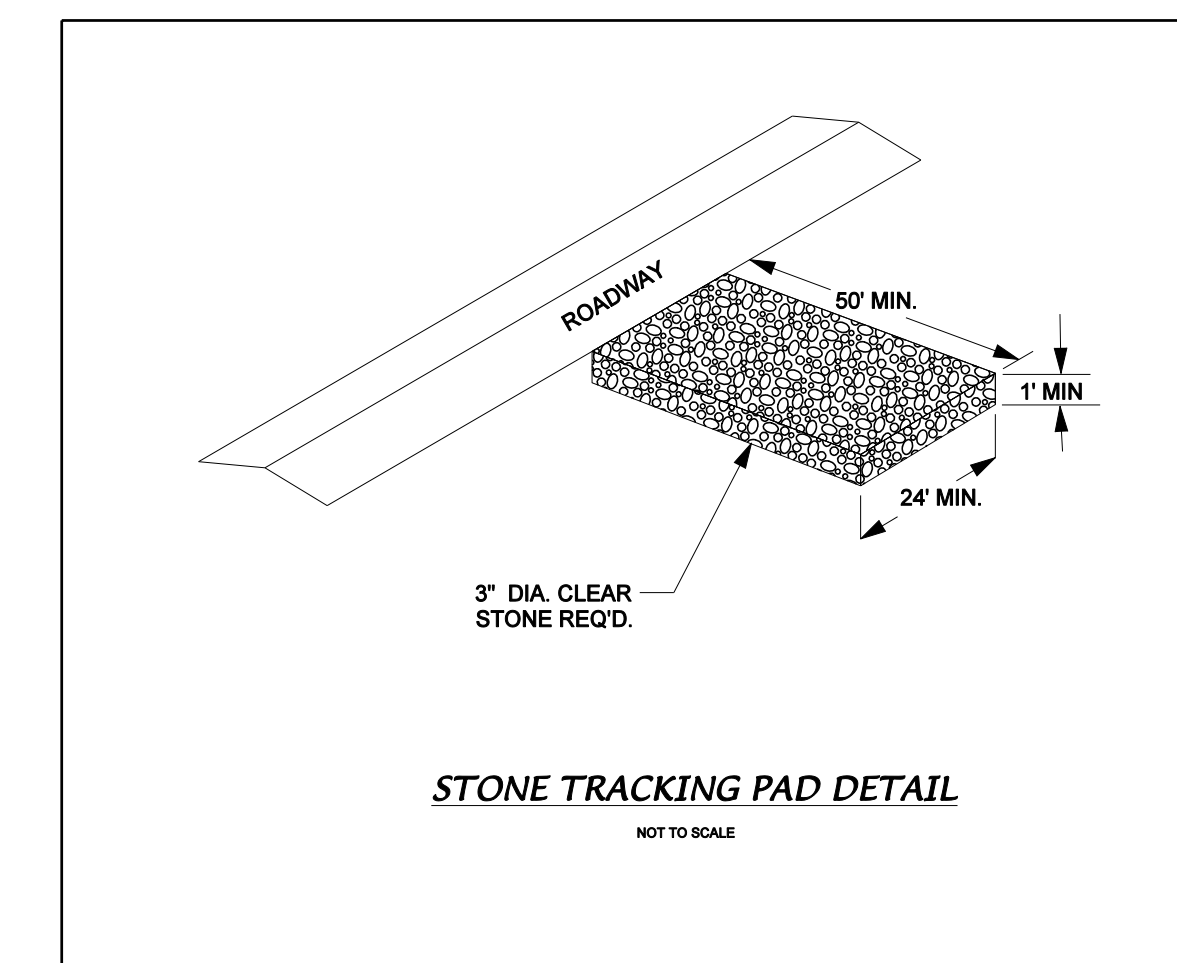 ROADWAY
50' MIN.
1' MIN
24' MIN.
3" DIA. CLEAR
STONE REQ'D.
STONE TRACKING PAD DETAIL
NOT TO SCALE